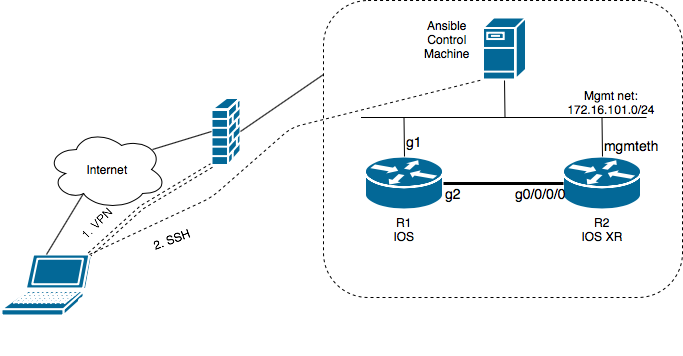 Ansible
Control
Machine
Mgmt net:
172.16.101.0/24
g1
mgmteth
Internet
g2
g0/0/0/0
1. VPN
2. SSH
R1
IOS
R2
IOS XR